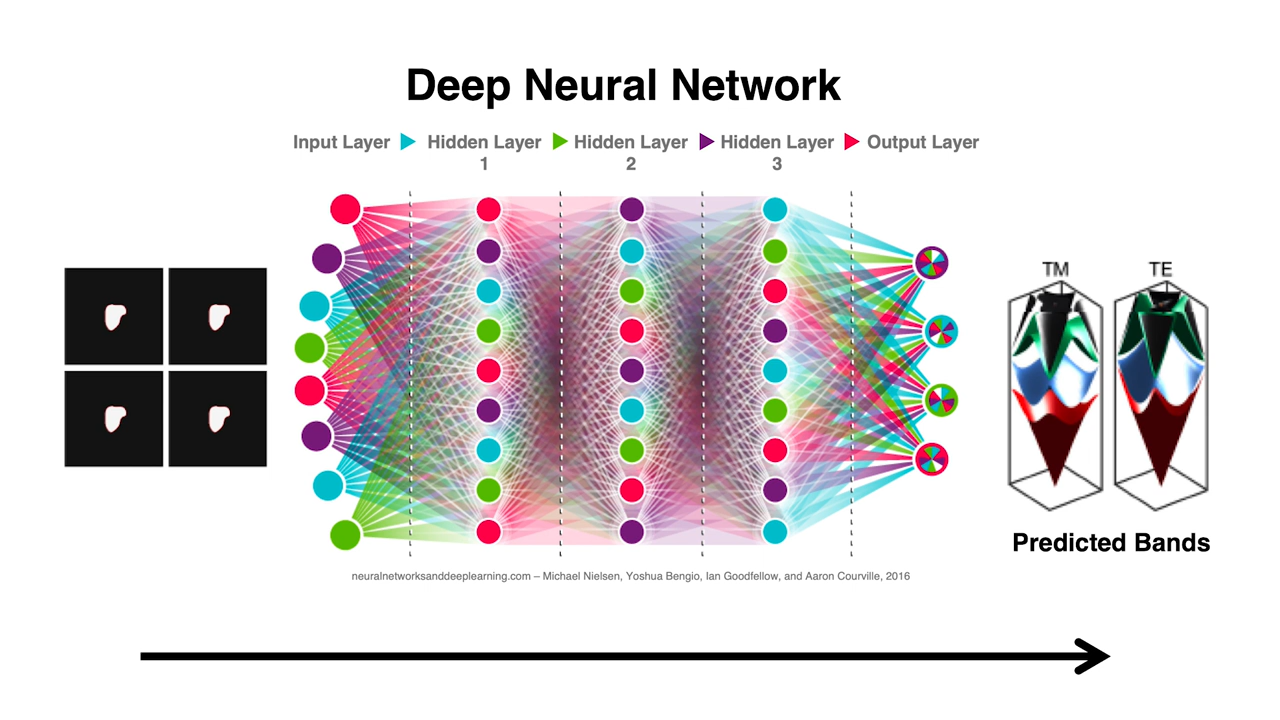 Deep Neural Network
Input Layer Hidden Layer Hidden Layer Hidden Layer Output Layer
1 2 3
TM TE
Predicted Bands
neuralnetworksanddeeplearning.com – Michael Nielsen, Yoshua Bengio, Ian Goodfellow, and Aaron Courville, 2016